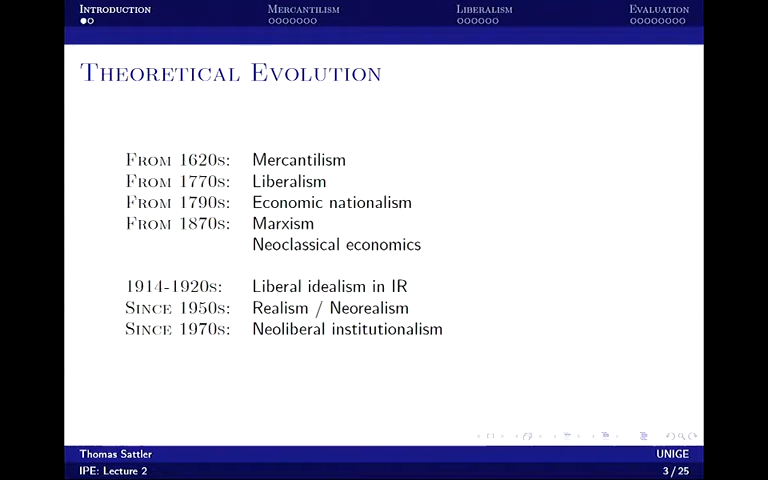 INTRODUCTION MERCANTILISM LIBERALISM EVALUATION
THEORETICAL EVOLUTION
FROM 1620S: Mercantilism
FROM 1770S: Liberalism
FROM 1790S: Economic nationalism
FROM 1870S: Marxism
Neoclassical economics
1914-1920S: Liberal idealism in IR
SINCE 1950S: Realism / Neorealism
SINCE 1970S: Neoliberal institutionalism
Thomas Sattler UNIGE
IPE: Lecture 2 3 / 25